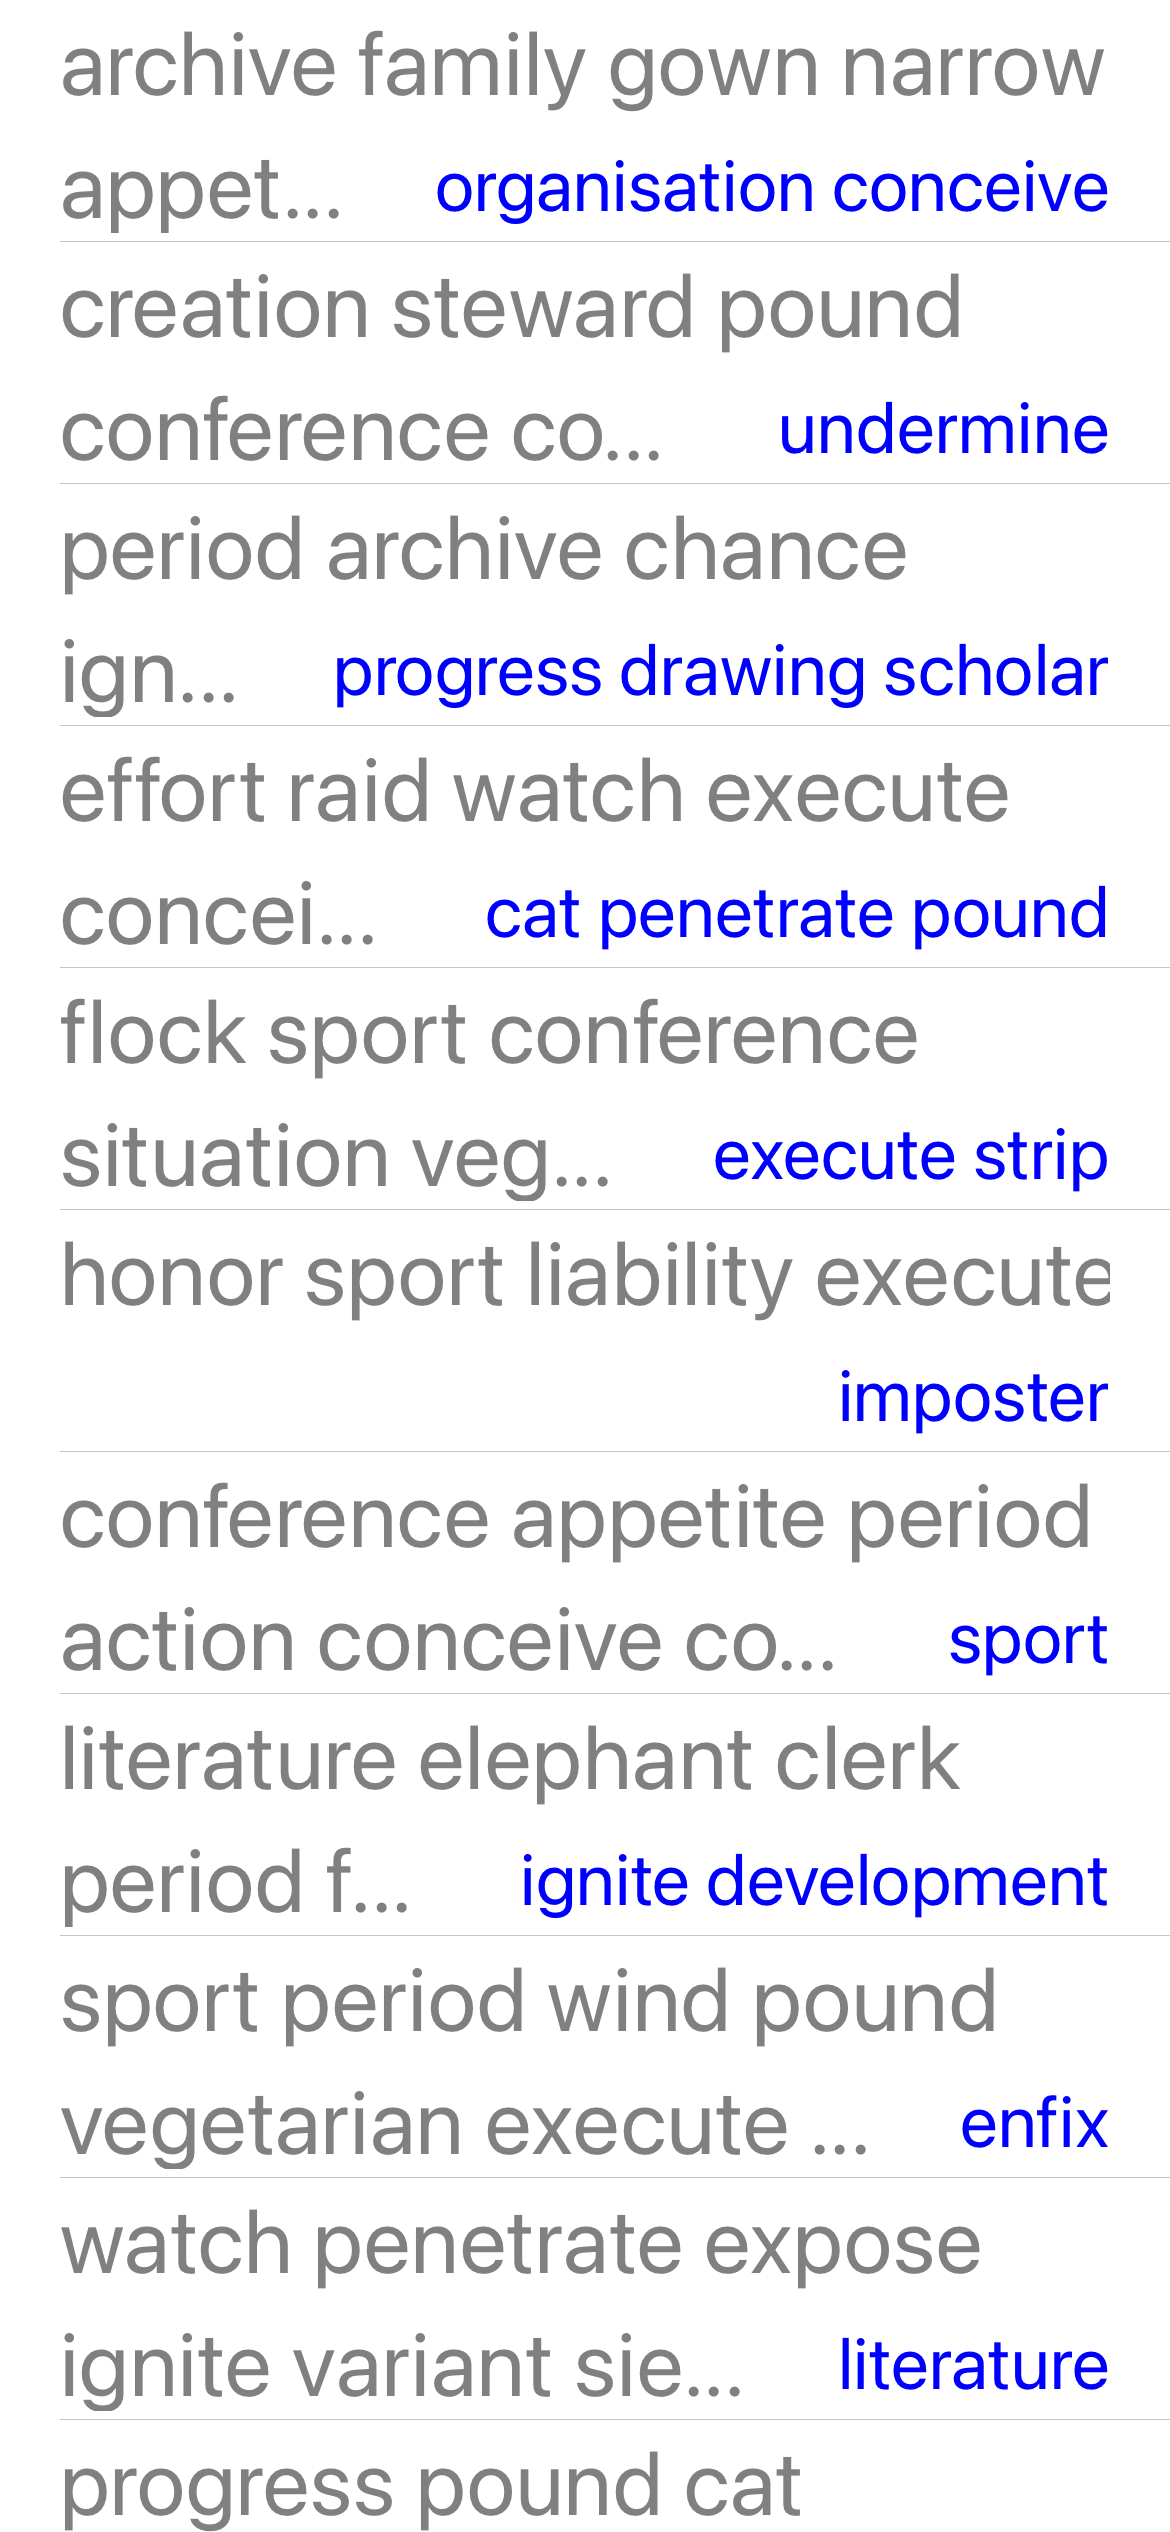 archive family gown narrow
appet... organisation conceive
creation steward pound
conference co... undermine
period archive chance
ign... progress drawing scholar
effort raid watch execute
concei... cat penetrate pound
flock sport conference
situation veg... execute strip
honor sport liability execute
imposter
conference appetite period
action conceive co... sport
literature elephant clerk
period f... ignite development
sport period wind pound
vegetarian execute ... enfix
watch penetrate expose
ignite variant sie... literature
progress pound cat